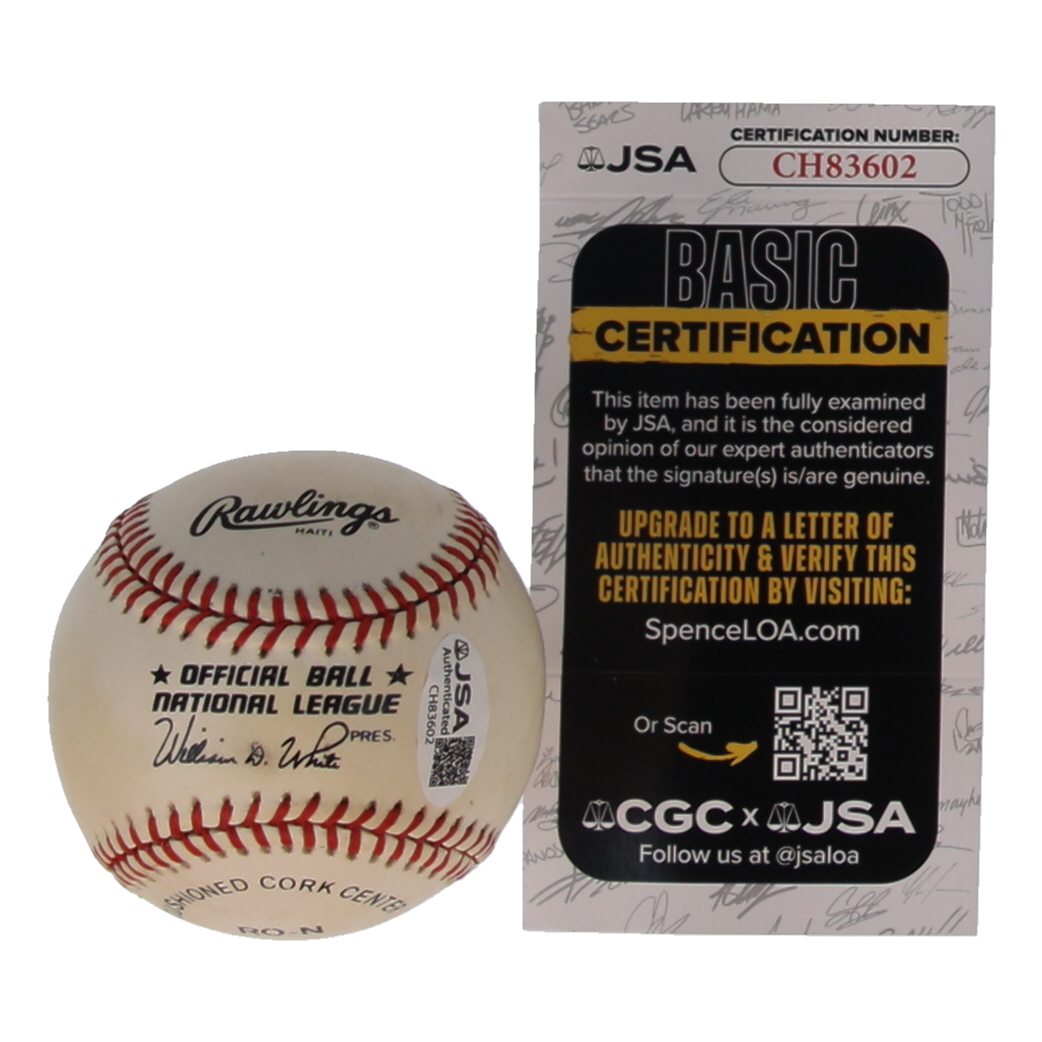 Rawlings®
HAITI
★ OFFICIAL BALL ★
NATIONAL LEAGUE
William D. White PRES.
CUSHIONED CORK CENTER
RO-N
JSA
Authenticated
CH83602
JSA
CERTIFICATION NUMBER:
CH83602
BASIC
CERTIFICATION
This item has been fully examined
by JSA, and it is the considered
opinion of our expert authenticators
that the signature(s) is/are genuine.
UPGRADE TO A LETTER OF
AUTHENTICITY & VERIFY THIS
CERTIFICATION BY VISITING:
SpenceLOA.com
Or Scan
CGC x JSA
Follow us at @jsaloa